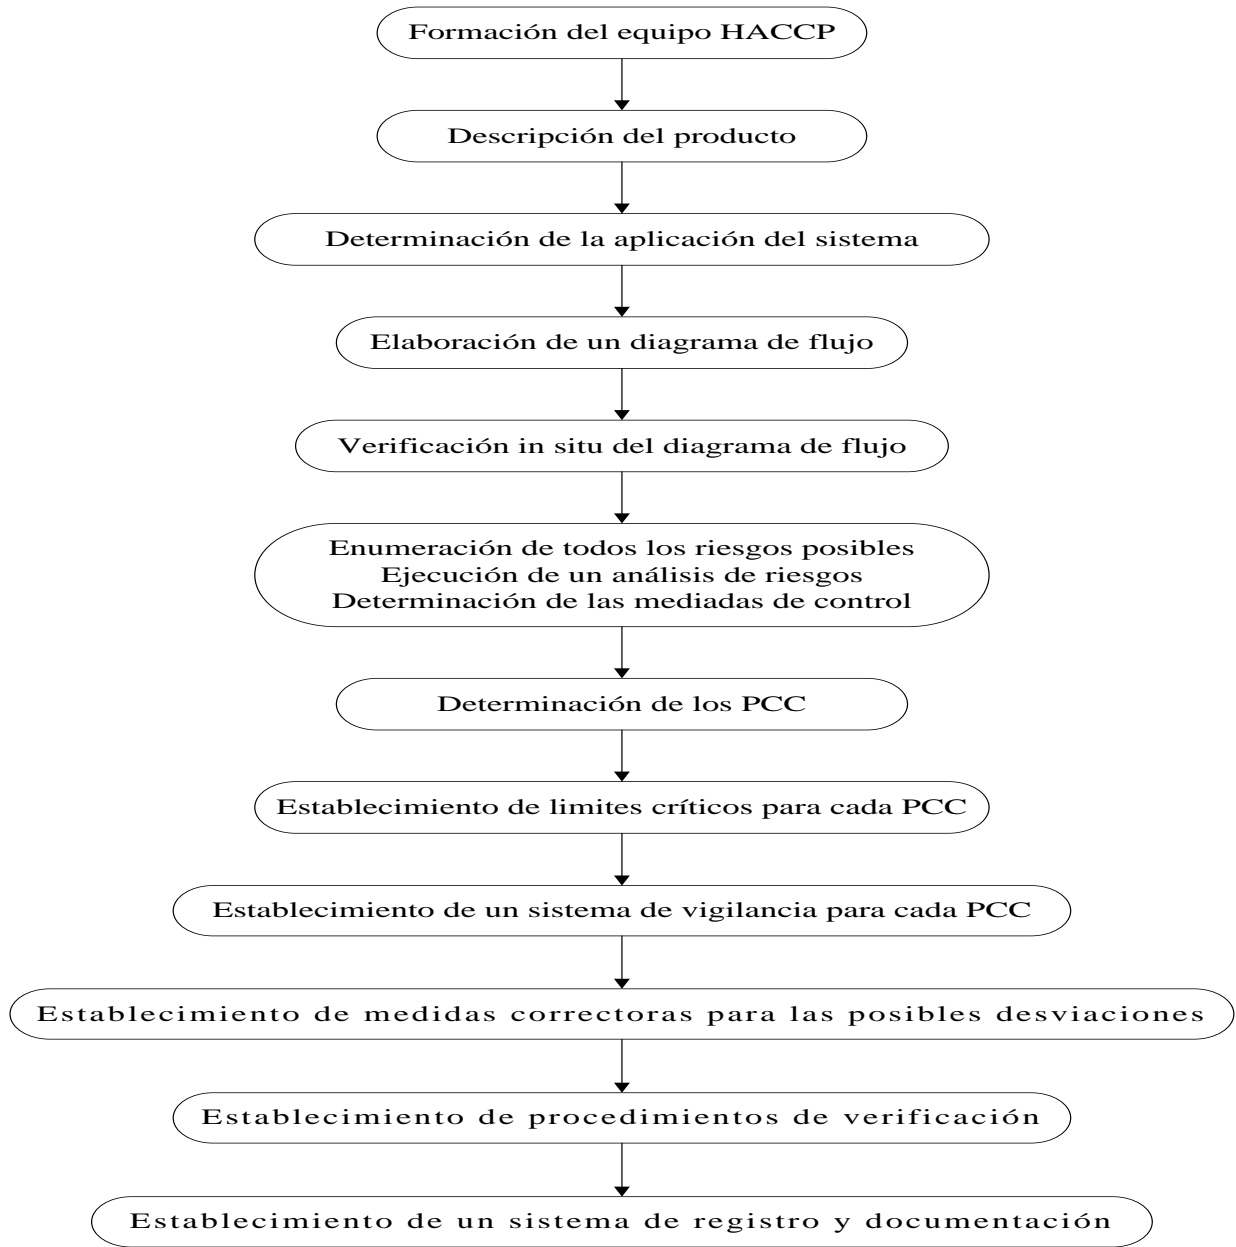 Formación del equipo HACCP
Descripción del producto
Determinación de la aplicación del sistema
Elaboración de un diagrama de flujo
Verificación in situ del diagrama de flujo
Enumeración de todos los riesgos posibles
Ejecución de un análisis de riesgos
Determinación de las mediadas de control
Determinación de los PCC
Establecimiento de limites críticos para cada PCC
Establecimiento de un sistema de vigilancia para cada PCC
Establecimiento de medidas correctoras para las posibles desviaciones
Establecimiento de procedimientos de verificación
Establecimiento de un sistema de registro y documentación